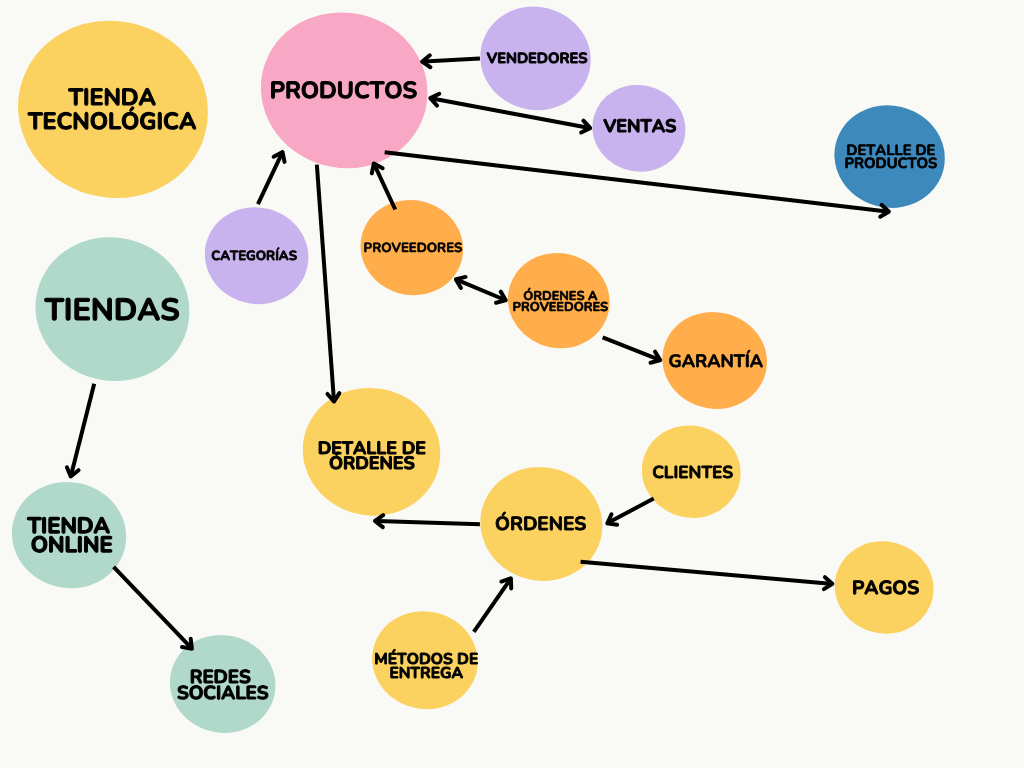 TIENDA
TECNOLÓGICA
PRODUCTOS
VENDEDORES
VENTAS
DETALLE DE
PRODUCTOS
CATEGORÍAS
PROVEEDORES
ÓRDENES A
PROVEEDORES
TIENDAS
GARANTÍA
DETALLE DE
ÓRDENES
CLIENTES
ÓRDENES
TIENDA
ONLINE
PAGOS
MÉTODOS DE
ENTREGA
REDES
SOCIALES